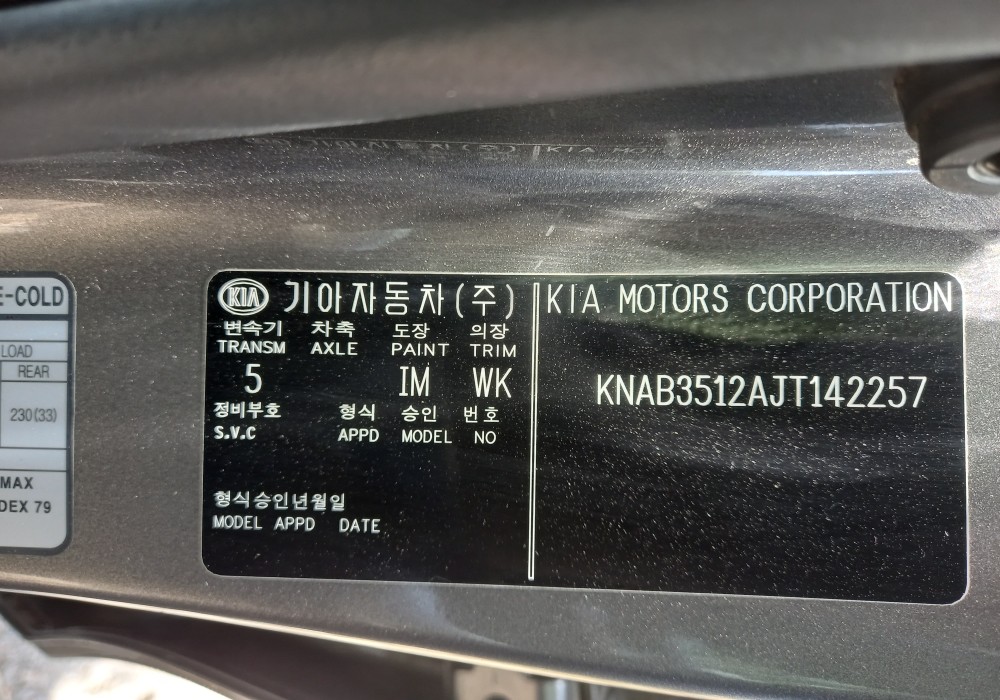 E-COLD
LOAD
REAR
230(33)
MAX
DEX 79
KIA 기아자동차(주) KIA MOTORS CORPORATION
변속기 차축 도장 의장
TRANSM AXLE PAINT TRIM
5 IM WK
KNAB3512AJT142257
정비부호 형식 승인 번호
S.V.C APPD MODEL NO
형식승인년월일
MODEL APPD DATE